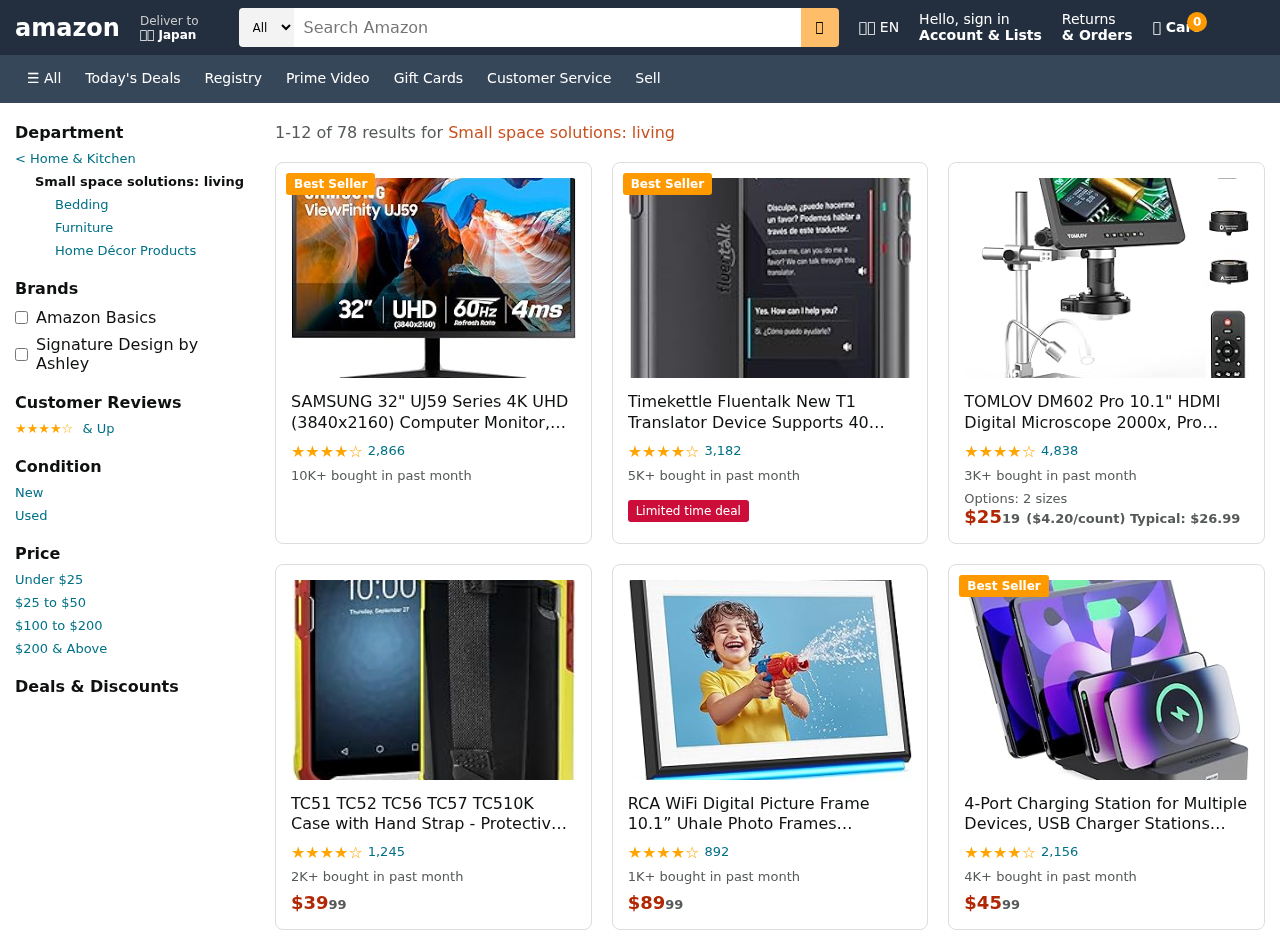 amazon
Deliver to
Japan
All
Search Amazon
EN
Hello, sign in
Account & Lists
Returns
& Orders
Car
0
☰ All
Today's Deals
Registry
Prime Video
Gift Cards
Customer Service
Sell
Department
< Home & Kitchen
Small space solutions: living
Bedding
Furniture
Home Décor Products
Brands
Amazon Basics
Signature Design by
Ashley
Customer Reviews
★★★★☆ & Up
Condition
New
Used
Price
Under $25
$25 to $50
$100 to $200
$200 & Above
Deals & Discounts
1-12 of 78 results for Small space solutions: living
Best Seller
SAMSUNG
ViewFinity UJ59
32″ UHD 60Hz 4ms
(3840x2160) Refresh Rate
SAMSUNG 32" UJ59 Series 4K UHD
(3840x2160) Computer Monitor,...
★★★★☆ 2,866
10K+ bought in past month
Best Seller
fluentalk
Disculpe, ¿puede hacerme
un favor? Podemos hablar a
través de este traductor.
Excuse me, can you do me a
favor? We can talk through this
translator.
Yes. How can I help you?
Sí. ¿Cómo puedo ayudarle?
Timekettle Fluentalk New T1
Translator Device Supports 40...
★★★★☆ 3,182
5K+ bought in past month
Limited time deal
TOMLOV
TOMLOV DM602 Pro 10.1" HDMI
Digital Microscope 2000x, Pro...
★★★★☆ 4,838
3K+ bought in past month
Options: 2 sizes
$2519 ($4.20/count) Typical: $26.99
10:00
Thursday, September 27
TC51 TC52 TC56 TC57 TC510K
Case with Hand Strap - Protectiv...
★★★★☆ 1,245
2K+ bought in past month
$3999
RCA WiFi Digital Picture Frame
10.1” Uhale Photo Frames...
★★★★☆ 892
1K+ bought in past month
$8999
Best Seller
4-Port Charging Station for Multiple
Devices, USB Charger Stations...
★★★★☆ 2,156
4K+ bought in past month
$4599